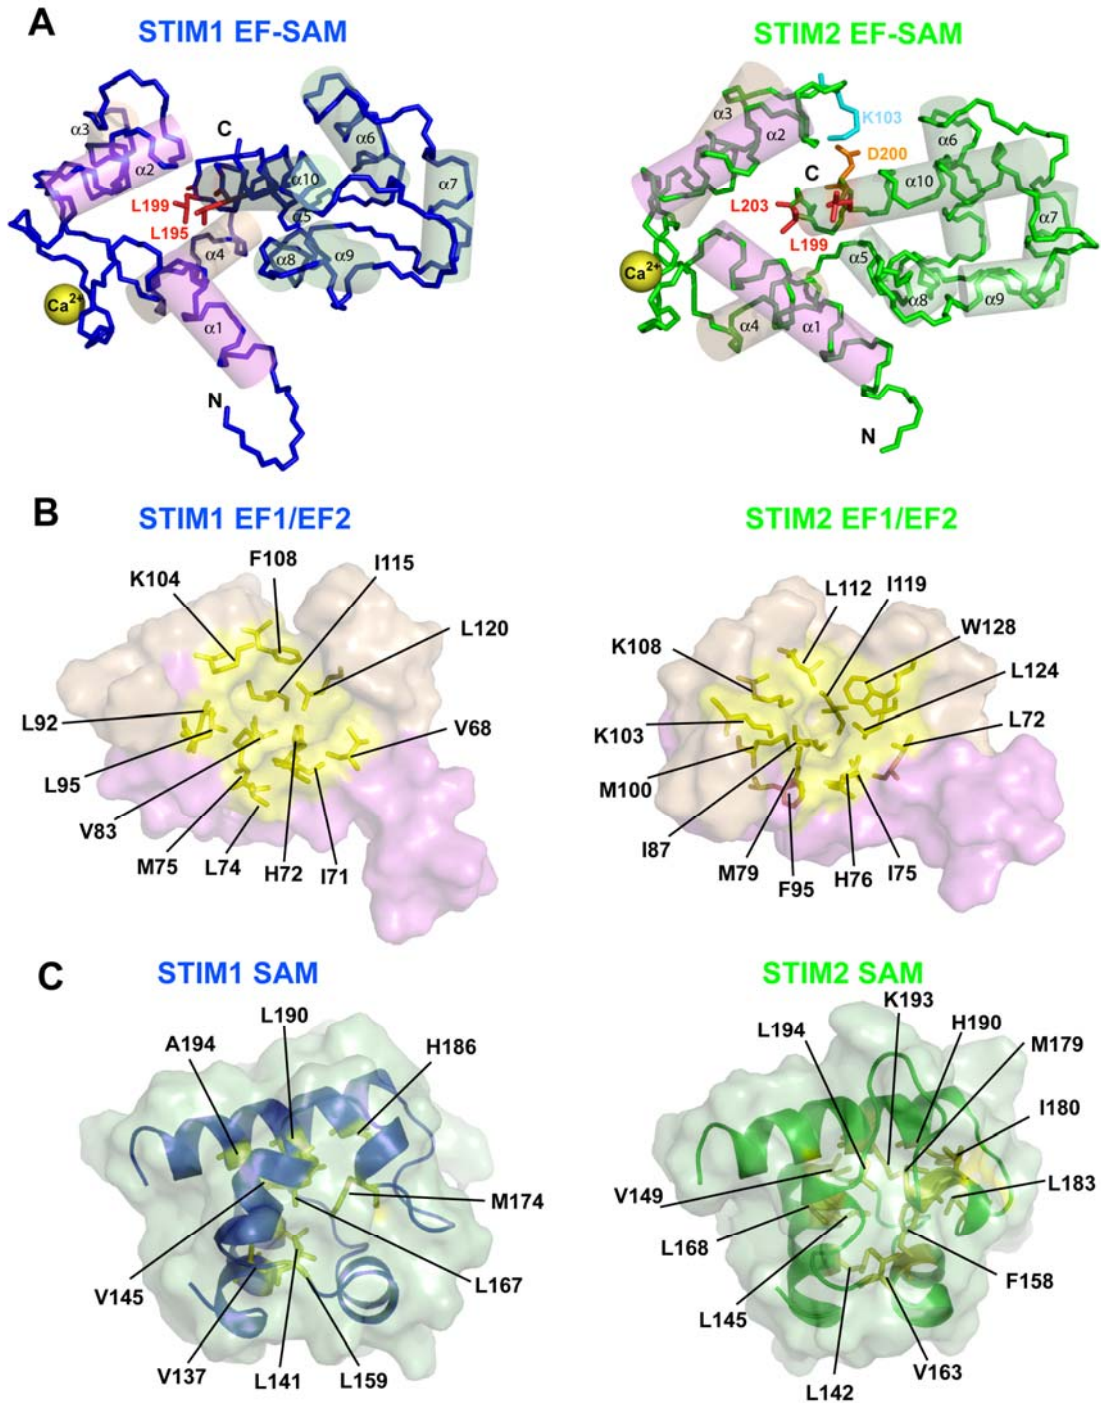 A
STIM1 EF-SAM
STIM2 EF-SAM
α3
α2
C
α6
α10
α7
L199
L195
α5
α4
α8
α9
Ca2+
α1
N
α3
α2
K103
D200
α6
C
α10
L203
L199
α7
Ca2+
α5
α8
α9
α4
α1
N
B
STIM1 EF1/EF2
STIM2 EF1/EF2
F108
K104
I115
L120
L92
V68
L95
V83
M75
L74
H72
I71
L112
I119
K108
W128
L124
K103
L72
M100
I87
M79
F95
H76
I75
C
STIM1 SAM
STIM2 SAM
L190
A194
H186
M174
V145
L167
V137
L141
L159
K193
L194
H190
M179
I180
V149
L183
L168
F158
L145
V163
L142